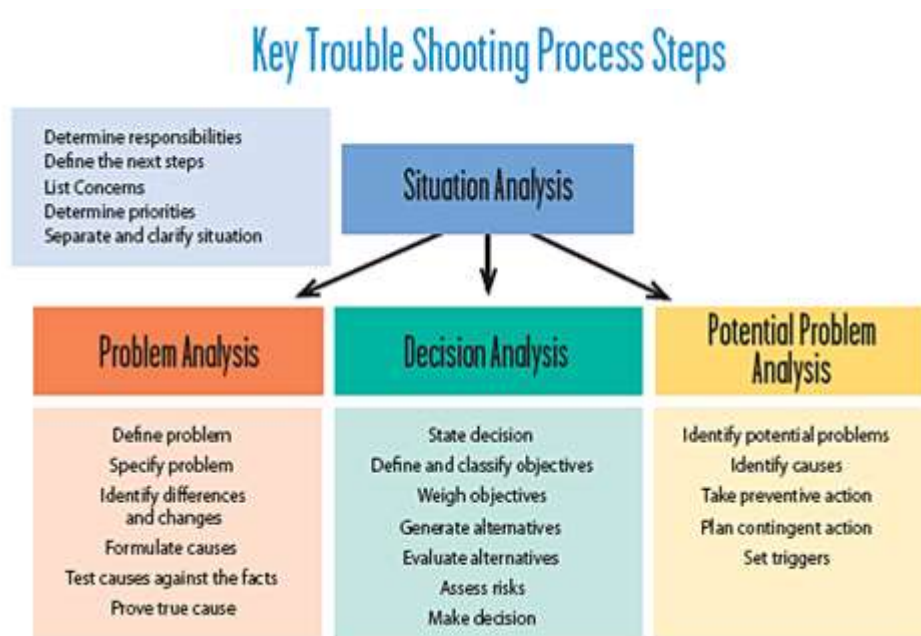 Key Trouble Shooting Process Steps
Determine responsibilities
Define the next steps
List Concerns
Determine priorities
Separate and clarify situation
Situation Analysis
Problem Analysis
Define problem
Specify problem
Identify differences
and changes
Formulate causes
Test causes against the facts
Prove true cause
Decision Analysis
State decision
Define and classify objectives
Weigh objectives
Generate alternatives
Evaluate alternatives
Assess risks
Make decision
Potential Problem
Analysis
Identify potential problems
Identify causes
Take preventive action
Plan contingent action
Set triggers